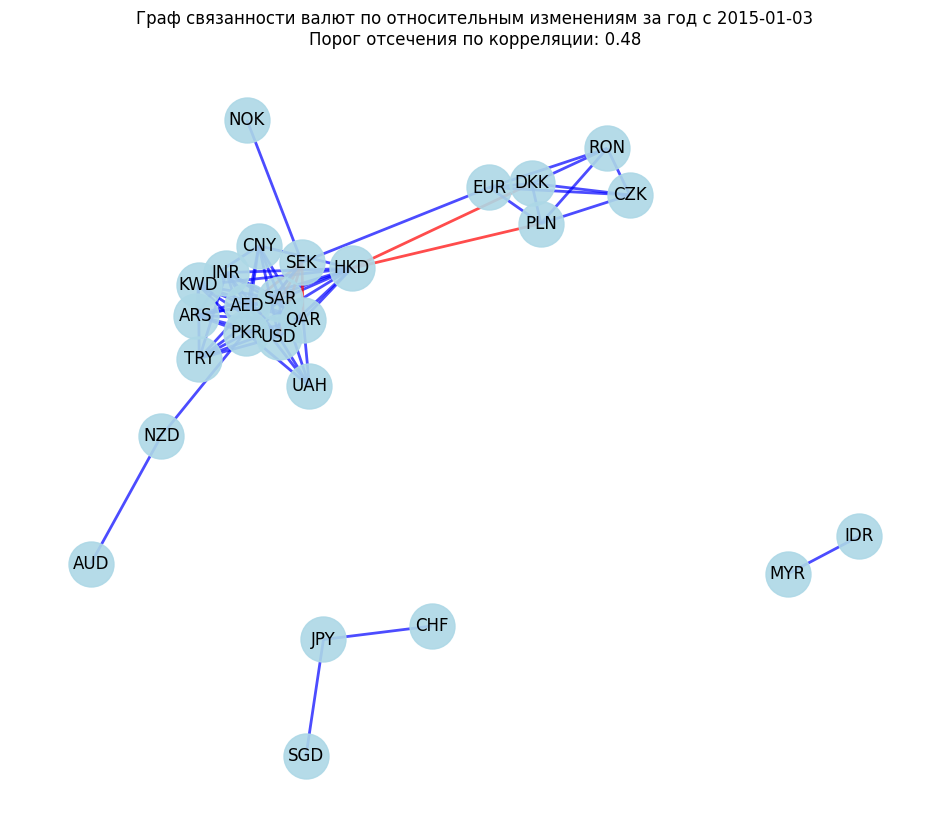 Граф связанности валют по относительным изменениям за год с 2015-01-03
Порог отсечения по корреляции: 0.48
NOK
RON
EUR
DKK
CZK
PLN
CNY
SEK
HKD
INR
KWD
SAR
AED
ARS
QAR
PKR
USD
TRY
UAH
NZD
AUD
IDR
MYR
CHF
JPY
SGD